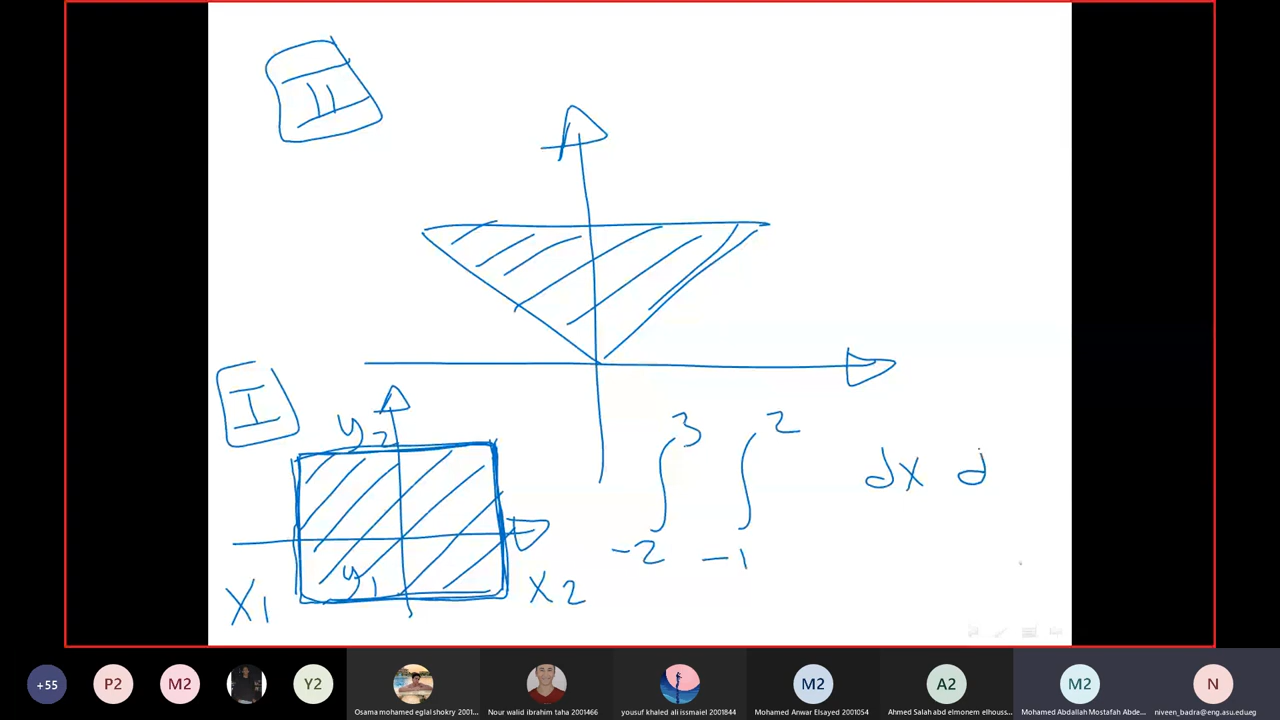 II
I
y2
y1
x1
x2
∫ 3 -2 ∫ 2 -1 dx d
+55
P2
M2
Y2
Osama mohamed eglal shokry 2001...
Nour walid ibrahim taha 2001466
yousuf khaled ali issmaiel 2001844
M2
Mohamed Anwar Elsayed 2001054
A2
Ahmed Salah abd elmonem elhouss...
M2
Mohamed Abdallah Mostafah Abde...
N
niveen_badra@eng.asu.edu.eg